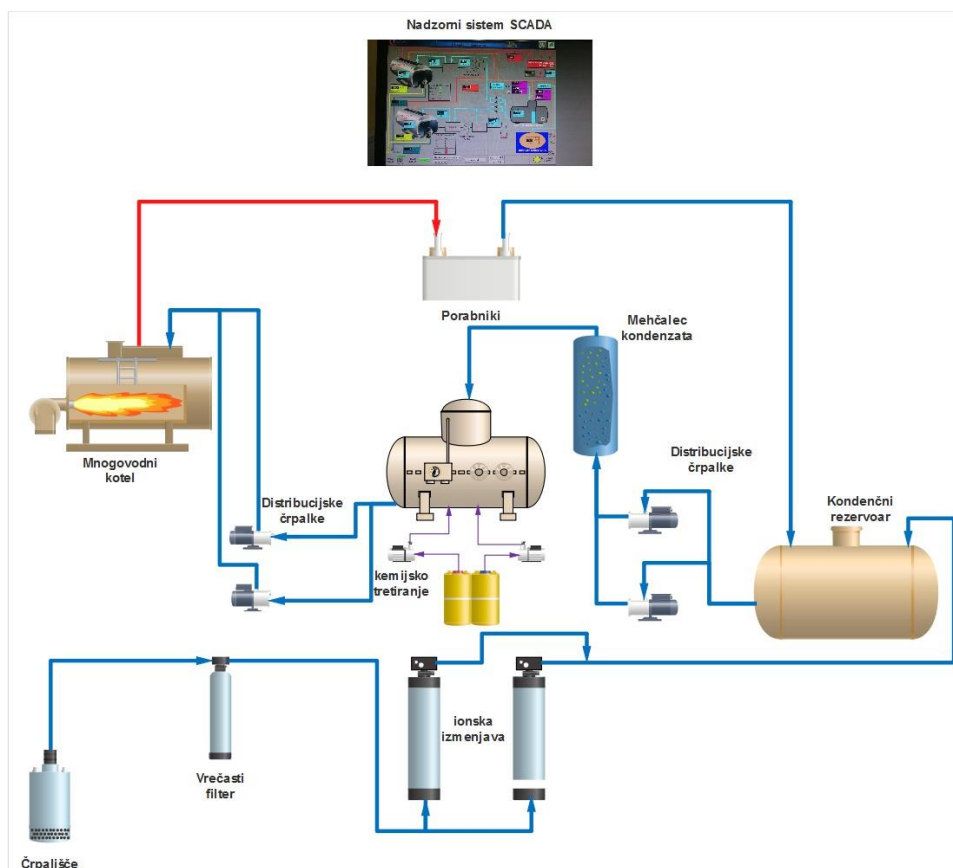 Nadzorni sistem SCADA
Porabniki
Mehčalec
kondenzata
Mnogovodni
kotel
Distribucijske
črpalke
Distribucijske
črpalke
Kondenčni
rezervoar
kemijsko
tretiranje
ionska
izmenjava
Vrečasti
filter
Črpališče